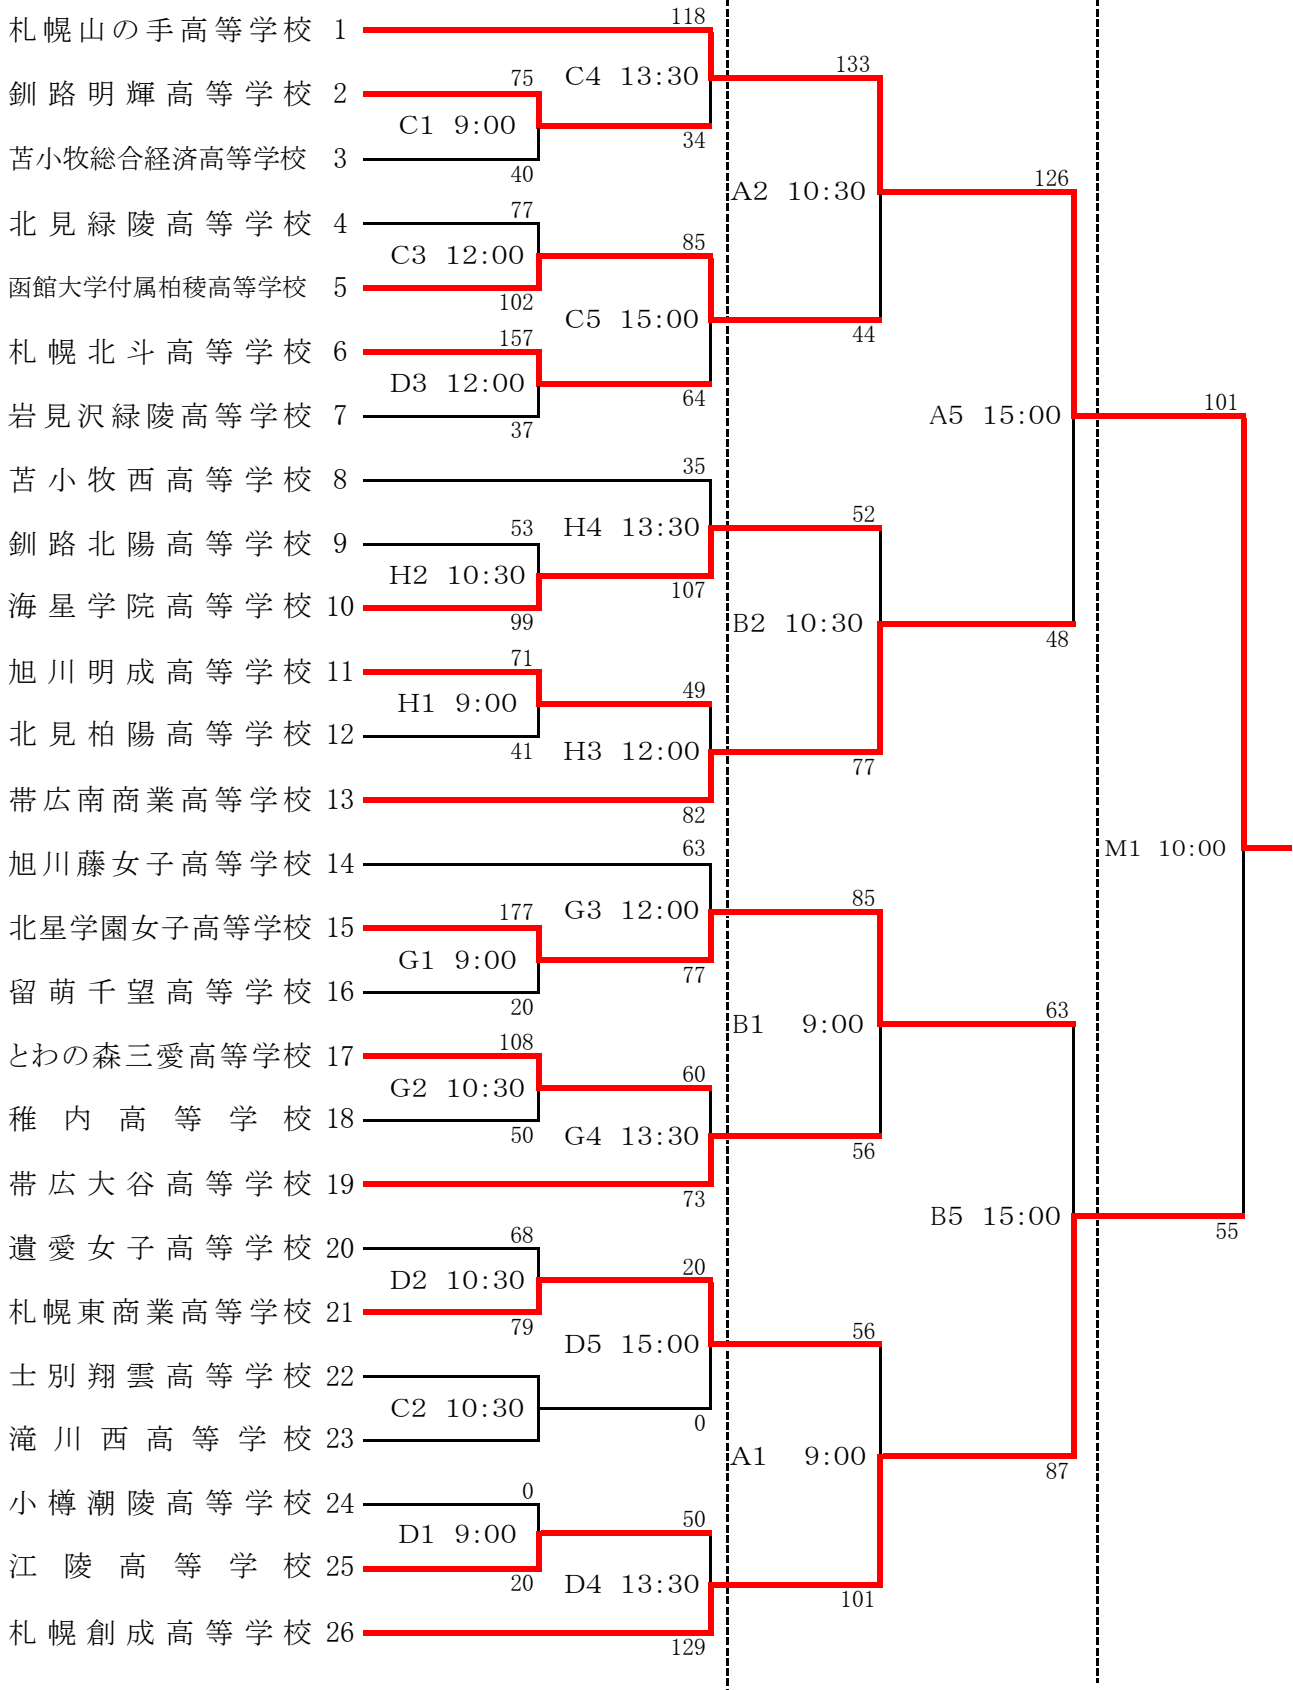 118
札幌山の手高等学校 1
133
C4 13:30
75
釧路明輝高等学校 2
C1 9:00
34
苫小牧総合経済高等学校 3
40
126
A2 10:30
77
北見緑陵高等学校 4
85
C3 12:00
函館大学付属柏稜高等学校 5
102
C5 15:00
157
44
札幌北斗高等学校 6
D3 12:00
64
101
岩見沢緑陵高等学校 7
A5 15:00
37
35
苫小牧西高等学校 8
52
53
H4 13:30
釧路北陽高等学校 9
H2 10:30
107
海星学院高等学校 10
99
B2 10:30
48
71
旭川明成高等学校 11
49
H1 9:00
北見柏陽高等学校 12
41
H3 12:00
77
帯広南商業高等学校 13
82
63
M1 10:00
旭川藤女子高等学校 14
85
177
G3 12:00
北星学園女子高等学校 15
G1 9:00
77
留萌千望高等学校 16
20
63
B1 9:00
108
とわの森三愛高等学校 17
60
G2 10:30
稚内高等学校 18
50
G4 13:30
56
帯広大谷高等学校 19
73
B5 15:00
68
55
遺愛女子高等学校 20
20
D2 10:30
札幌東商業高等学校 21
79
56
D5 15:00
士別翔雲高等学校 22
C2 10:30
0
滝川西高等学校 23
A1 9:00
87
0
小樽潮陵高等学校 24
50
D1 9:00
江陵高等学校 25
20
D4 13:30
101
札幌創成高等学校 26
129